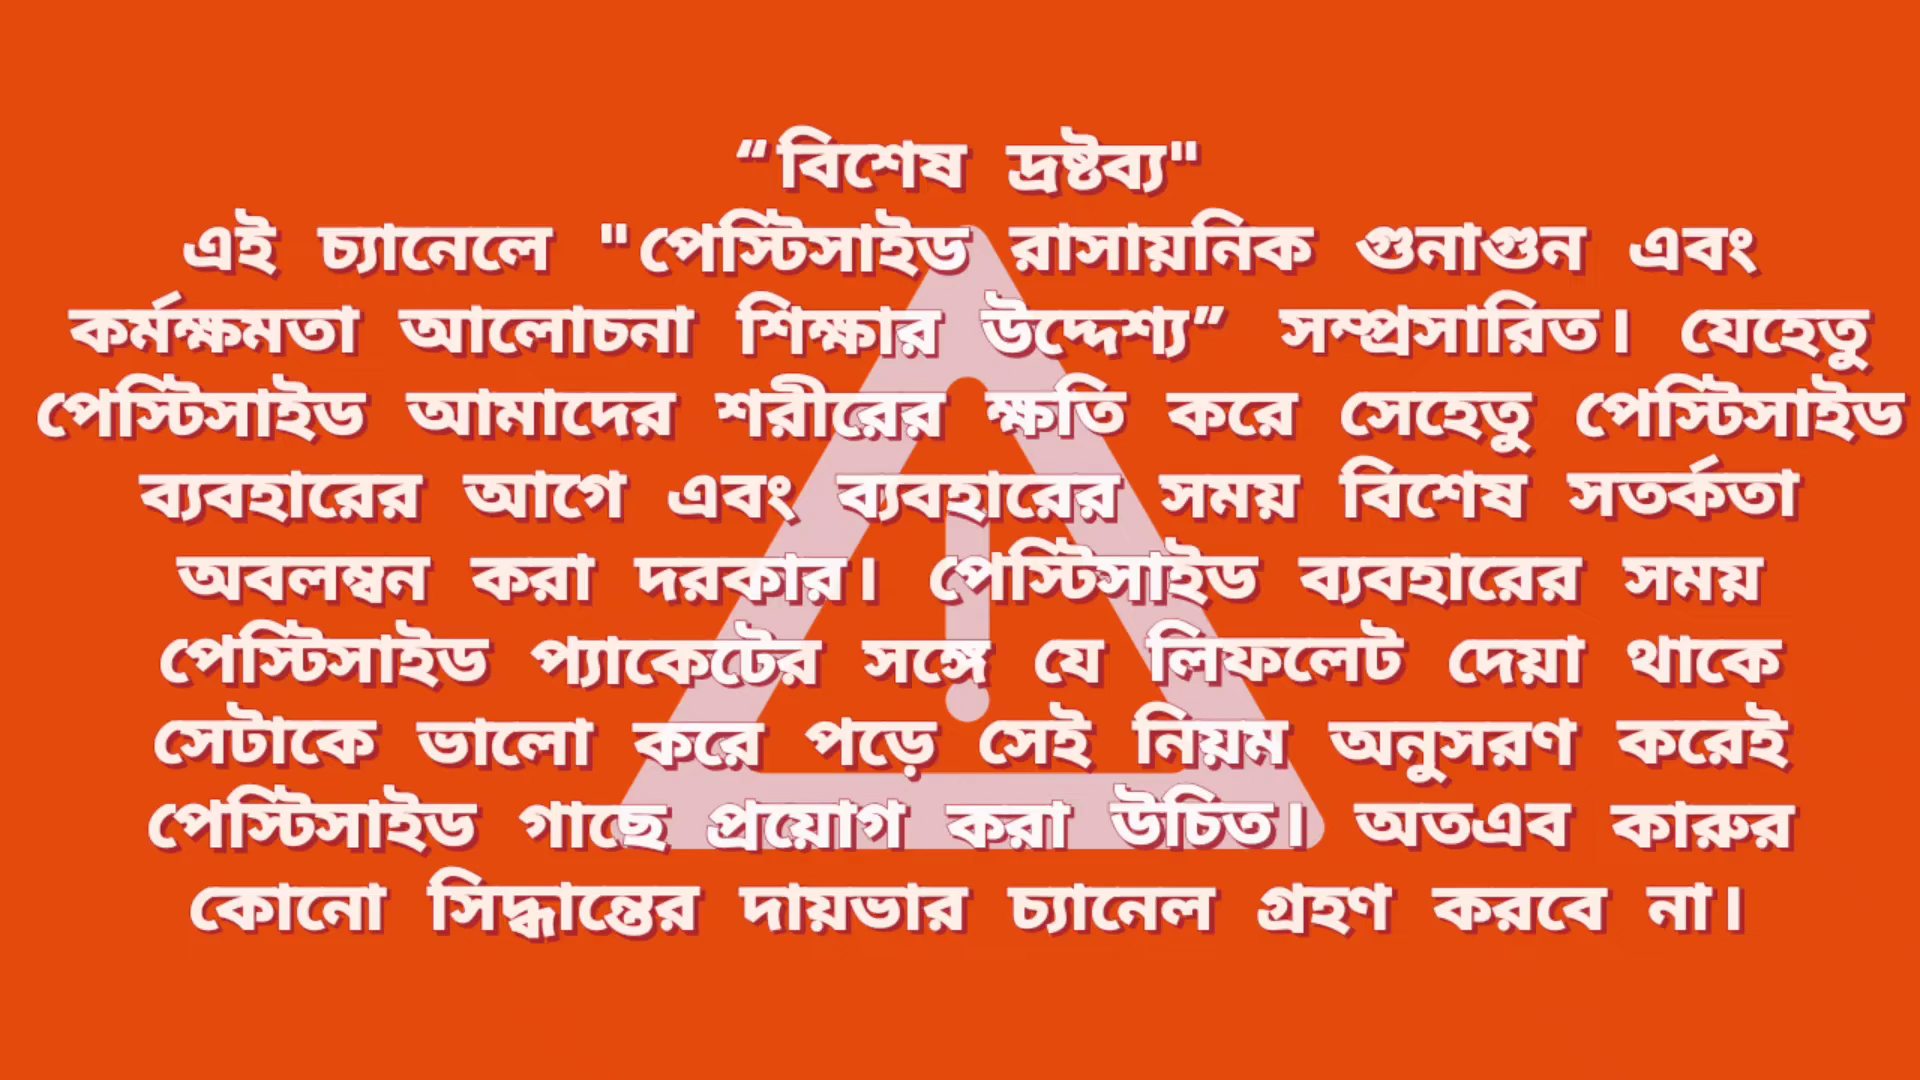 “বিশেষ দ্রষ্টব্য"
এই চ্যানেলে "পেস্টিসাইড রাসায়নিক গুনাগুন এবং
কর্মক্ষমতা আলোচনা শিক্ষার উদ্দেশ্য” সম্প্রসারিত। যেহেতু
পেস্টিসাইড আমাদের শরীরের ক্ষতি করে সেহেতু পেস্টিসাইড
ব্যবহারের আগে এবং ব্যবহারের সময় বিশেষ সতর্কতা
অবলম্বন করা দরকার। পেস্টিসাইড ব্যবহারের সময়
পেস্টিসাইড প্যাকেটের সঙ্গে যে লিফলেট দেয়া থাকে
সেটাকে ভালো করে পড়ে সেই নিয়ম অনুসরণ করেই
পেস্টিসাইড গাছে প্রয়োগ করা উচিত। অতএব কারুর
কোনো সিদ্ধান্তের দায়ভার চ্যানেল গ্রহণ করবে না।